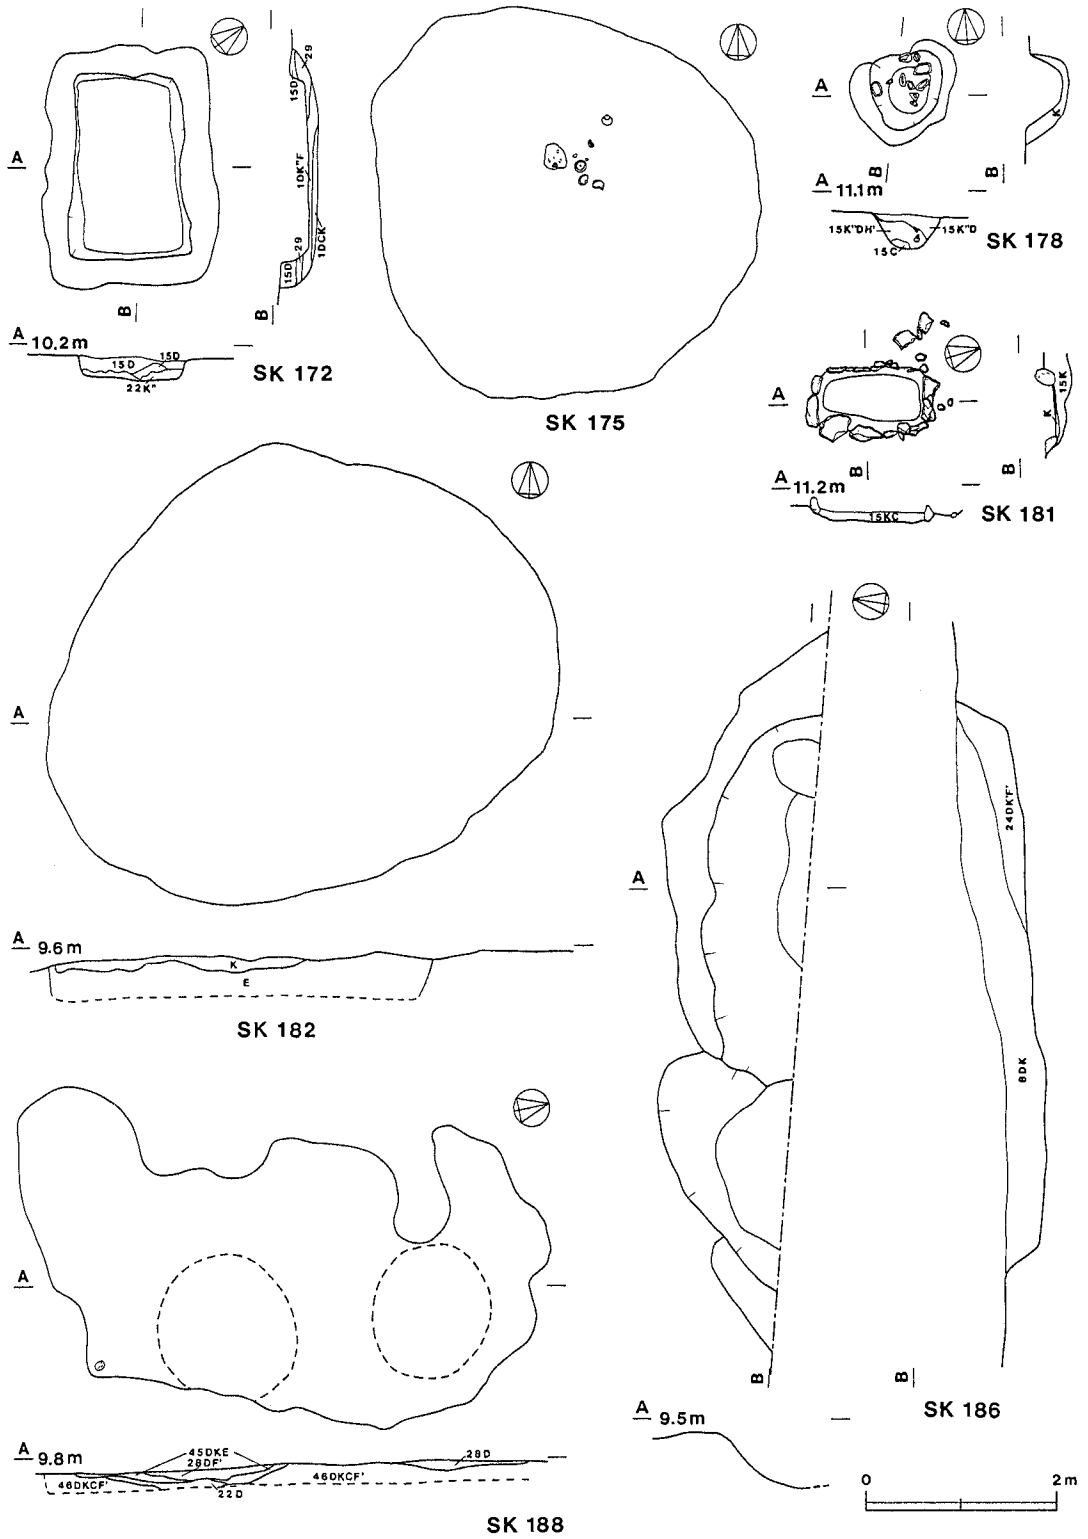 A
B
B
29
15D
1DK"F
1DCK
29
15D
A 10.2m
15D
15D
22K"
SK 172
SK 175
A
B
B
K
A 11.1m
15K"DH'
15K"D
15C'
SK 178
A
B
B
15K
K
A 11.2m
15KC
SK 181
A
A 9.6m
K
E
SK 182
A
24DK'F'
8DK
B
B
SK 186
A 9.5m
A
A 9.8m
45DKE
28DF'
28D
46DKCF'
46DKCF'
22D
SK 188
0
2m